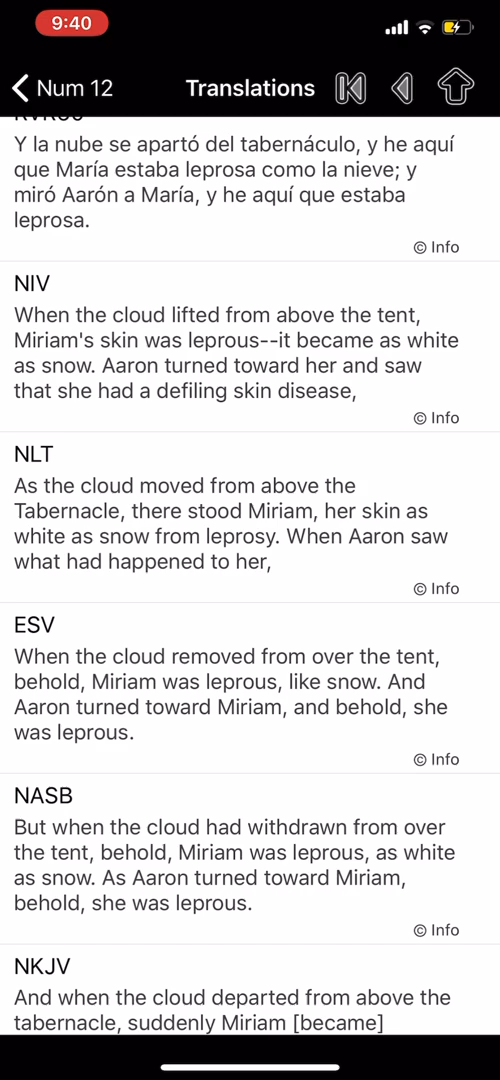 9:40
Num 12
Translations
Y la nube se apartó del tabernáculo, y he aquí
que María estaba leprosa como la nieve; y
miró Aarón a María, y he aquí que estaba
leprosa.
© Info
NIV
When the cloud lifted from above the tent,
Miriam's skin was leprous--it became as white
as snow. Aaron turned toward her and saw
that she had a defiling skin disease,
© Info
NLT
As the cloud moved from above the
Tabernacle, there stood Miriam, her skin as
white as snow from leprosy. When Aaron saw
what had happened to her,
© Info
ESV
When the cloud removed from over the tent,
behold, Miriam was leprous, like snow. And
Aaron turned toward Miriam, and behold, she
was leprous.
© Info
NASB
But when the cloud had withdrawn from over
the tent, behold, Miriam was leprous, as white
as snow. As Aaron turned toward Miriam,
behold, she was leprous.
© Info
NKJV
And when the cloud departed from above the
tabernacle, suddenly Miriam [became]